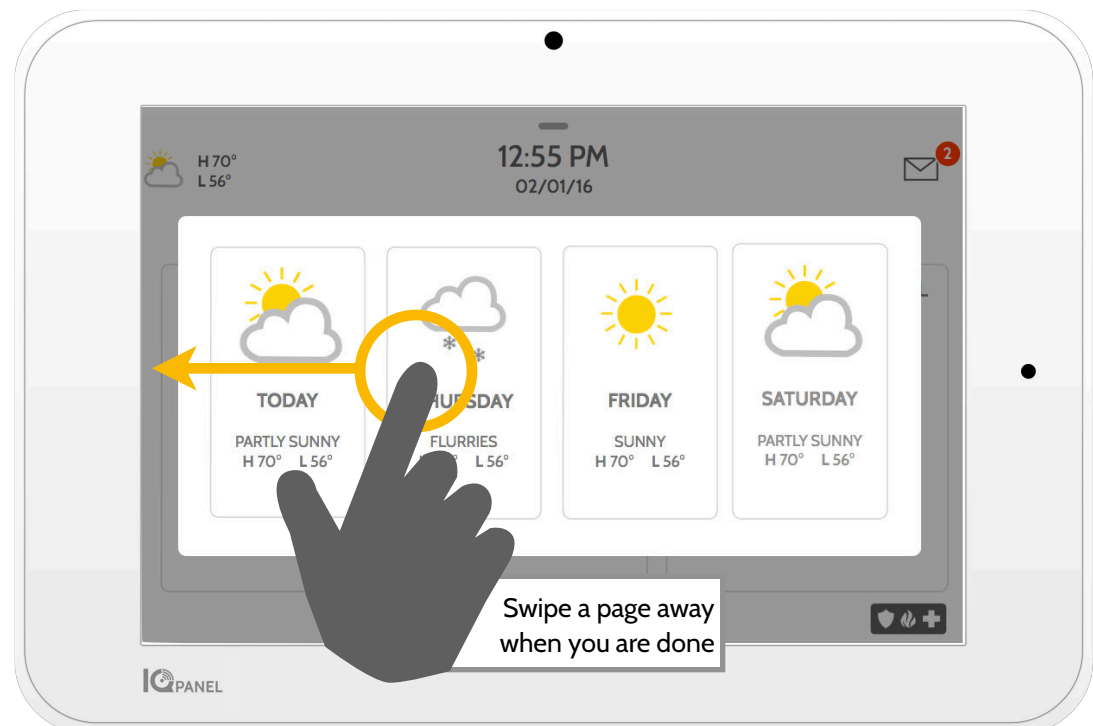 H 70°
L 56°
12:55 PM
02/01/16
2
TODAY
PARTLY SUNNY
H 70° L 56°
FLURRIES
L 56°
FRIDAY
SUNNY
H 70° L 56°
SATURDAY
PARTLY SUNNY
H 70° L 56°
Swipe a page away
when you are done
IQ PANEL